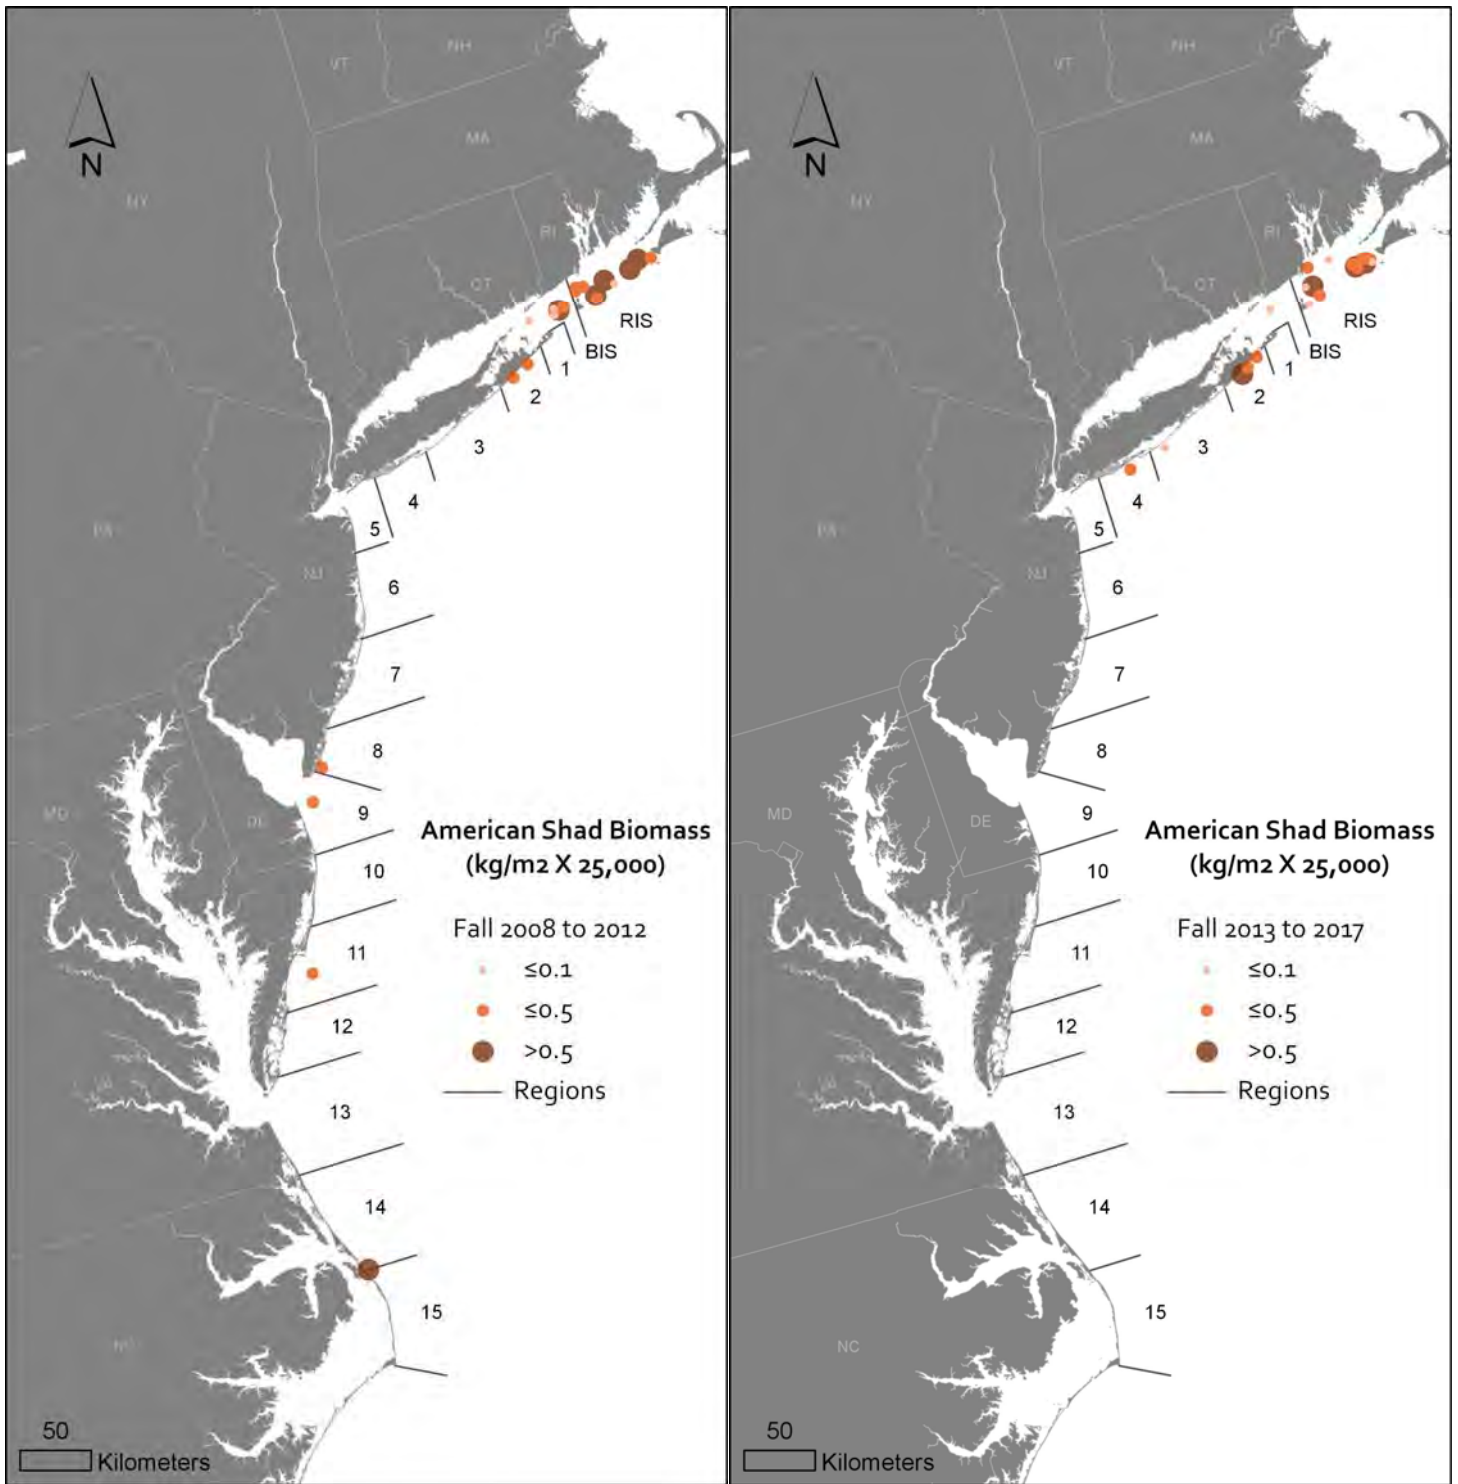 VT
NH
MA
N
NY
RI
CT
RIS
BIS
1
2
3
4
5
PA
NJ
6
7
8
MD
DE
9
American Shad Biomass
(kg/m2 X 25,000)
10
Fall 2008 to 2012
11
≤0.1
≤0.5
12
>0.5
Regions
13
14
15
NC
50
Kilometers
VT
NH
MA
N
NY
RI
CT
RIS
BIS
1
2
3
4
5
PA
NJ
6
7
8
MD
DE
9
American Shad Biomass
(kg/m2 X 25,000)
10
Fall 2013 to 2017
11
≤0.1
≤0.5
12
>0.5
Regions
13
14
15
NC
50
Kilometers